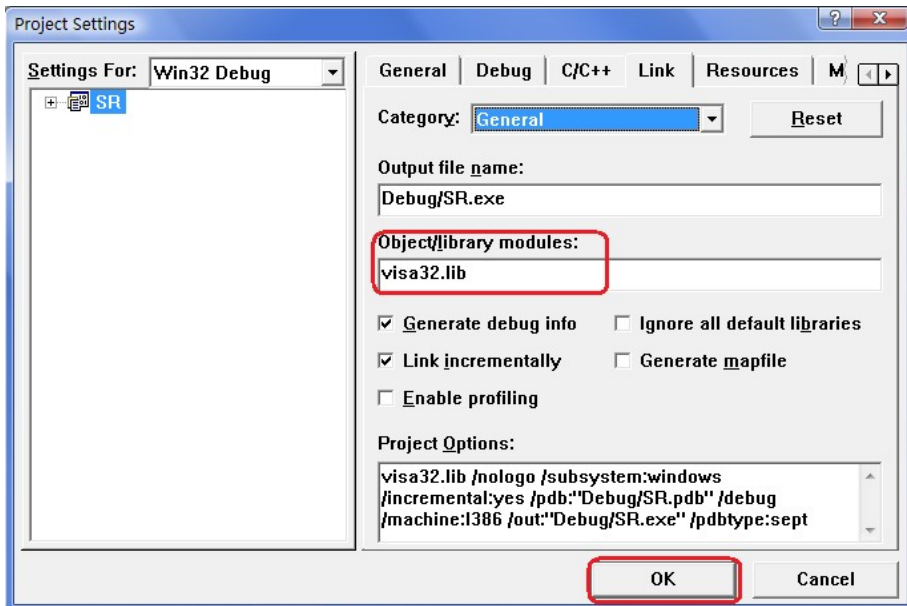 Project Settings
Settings For: Win32 Debug
SR
General Debug C/C++ Link Resources M
Category: General Reset
Output file name:
Debug/SR.exe
Object/library modules:
visa32.lib
Generate debug info Ignore all default libraries
Link incrementally Generate mapfile
Enable profiling
Project Options:
visa32.lib /nologo /subsystem:windows
/incremental:yes /pdb:"Debug/SR.pdb" /debug
/machine:I386 /out:"Debug/SR.exe" /pdbtype:sept
OK Cancel